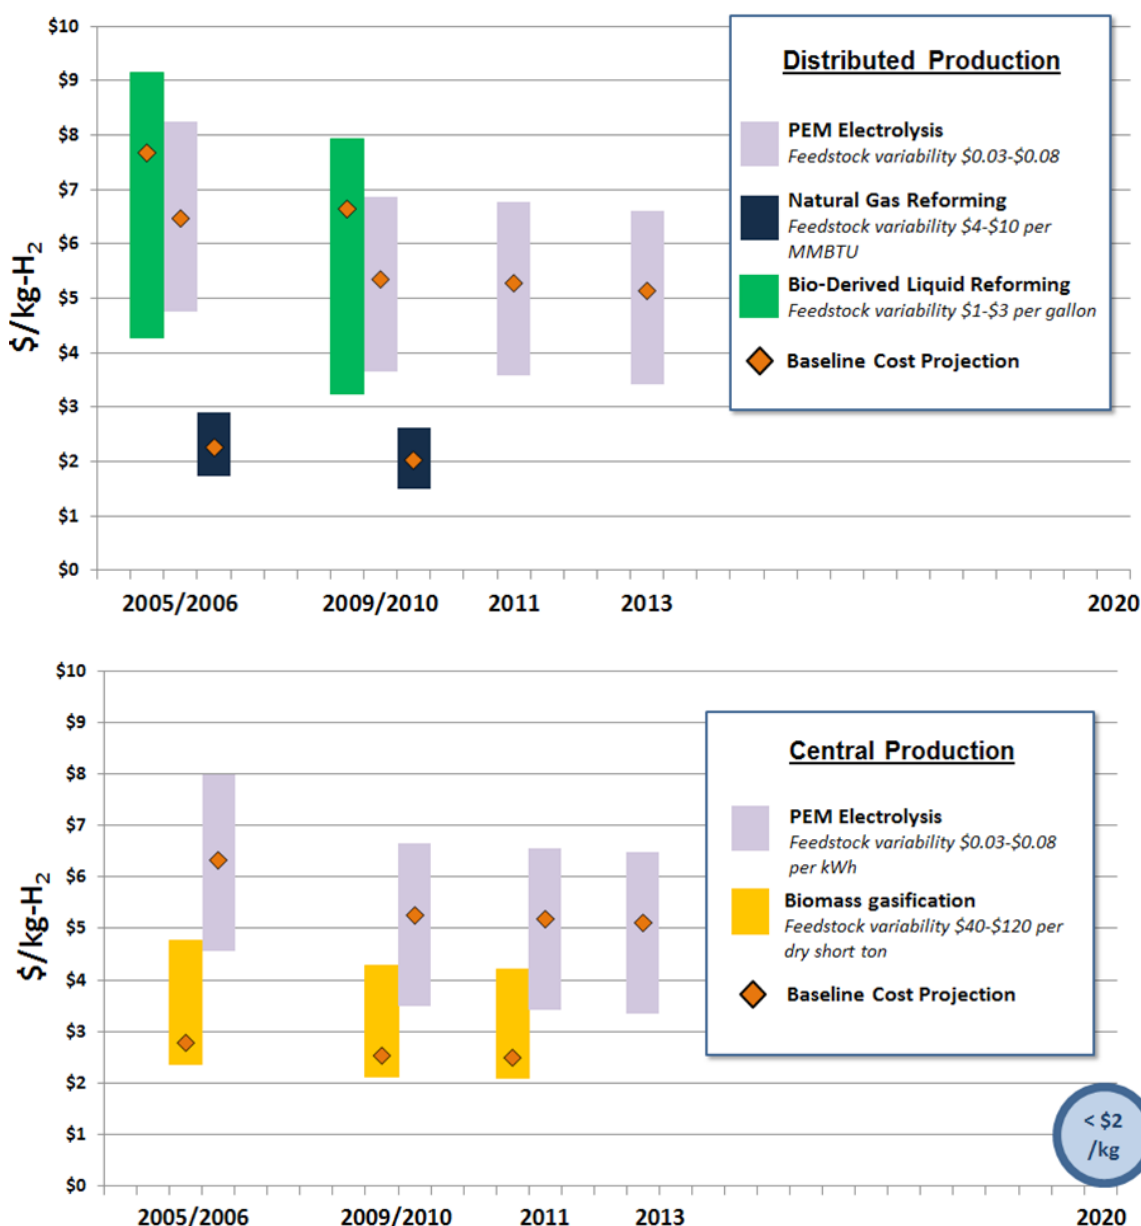 $10
$9
$8
$7
$6
$5
$4
$3
$2
$1
$0
$/kg-H2
2005/2006
2009/2010
2011
2013
2020
Distributed Production
PEM Electrolysis
Feedstock variability $0.03-$0.08
Natural Gas Reforming
Feedstock variability $4-$10 per
MMBTU
Bio-Derived Liquid Reforming
Feedstock variability $1-$3 per gallon
Baseline Cost Projection
$10
$9
$8
$7
$6
$5
$4
$3
$2
$1
$0
$/kg-H2
2005/2006
2009/2010
2011
2013
2020
Central Production
PEM Electrolysis
Feedstock variability $0.03-$0.08
per kWh
Biomass gasification
Feedstock variability $40-$120 per
dry short ton
Baseline Cost Projection
< $2
/kg